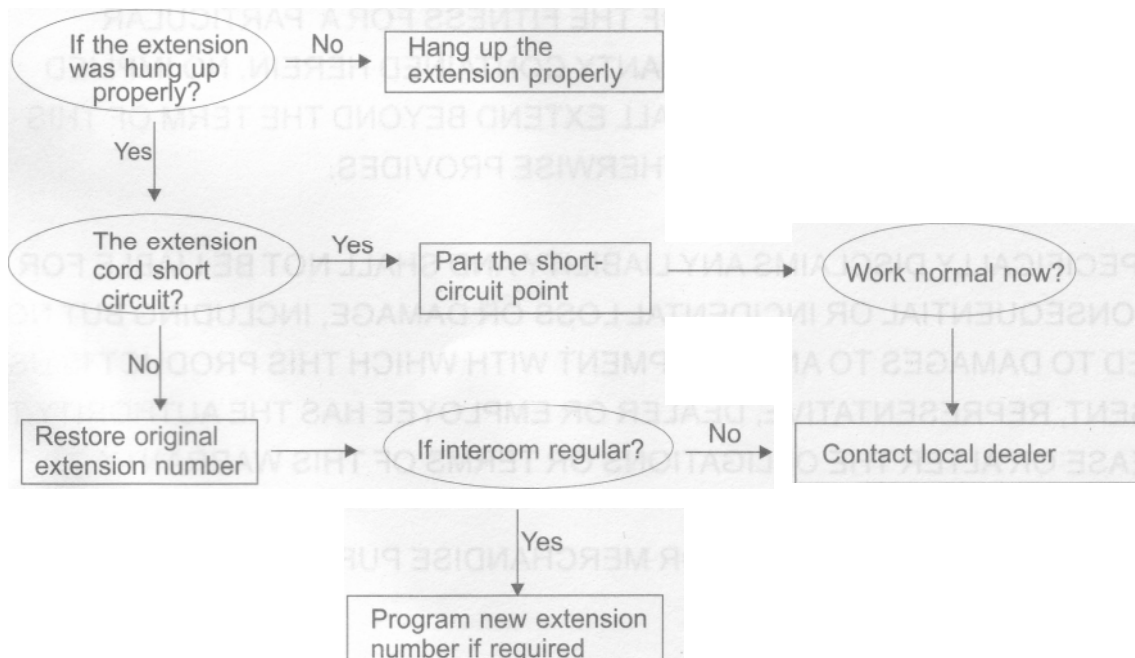 If the extension
was hung up
properly?
No
Hang up the
extension properly
Yes
The extension
cord short
circuit?
Yes
Part the short-
circuit point
Work normal now?
No
Restore original
extension number
If intercom regular?
No
Contact local dealer
Yes
Program new extension
number if required